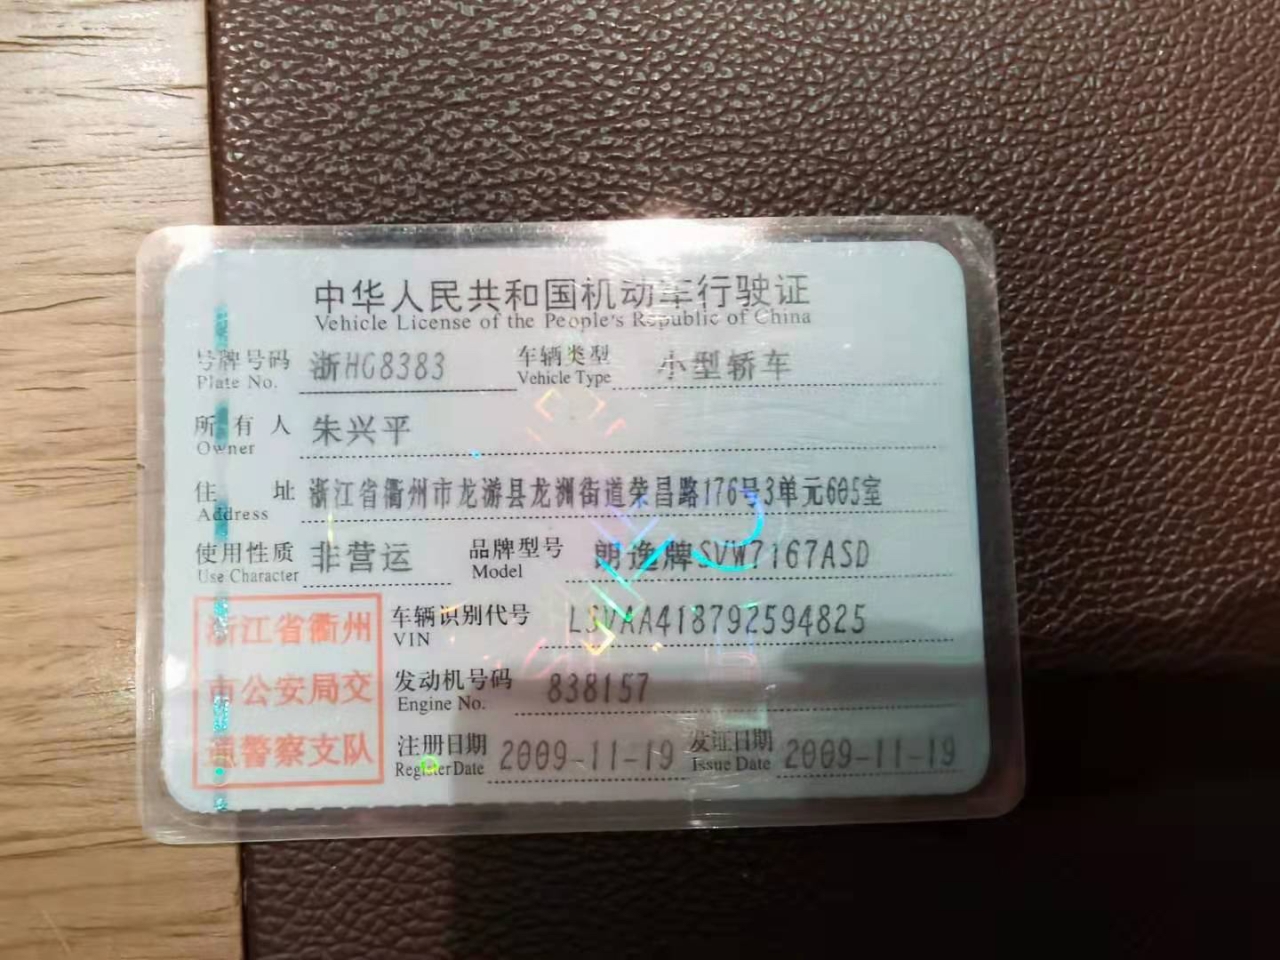 中华人民共和国机动车行驶证
Vehicle License of the People's Republic of China
号牌号码 浙HG8383 车辆类型 小型轿车
Plate No. Vehicle Type
所有人 朱兴平
Owner
住址 浙江省衢州市龙游县龙洲街道荣昌路176号3单元605室
Address
使用性质 非营运 品牌型号 朗逸牌SVW7167ASD
Use Character Model
浙江省衢州 车辆识别代号 LSVAA418792594825
VIN
市公安局交 发动机号码 838157
Engine No.
通警察支队 注册日期 2009-11-19 发证日期 2009-11-19
Register Date Issue Date